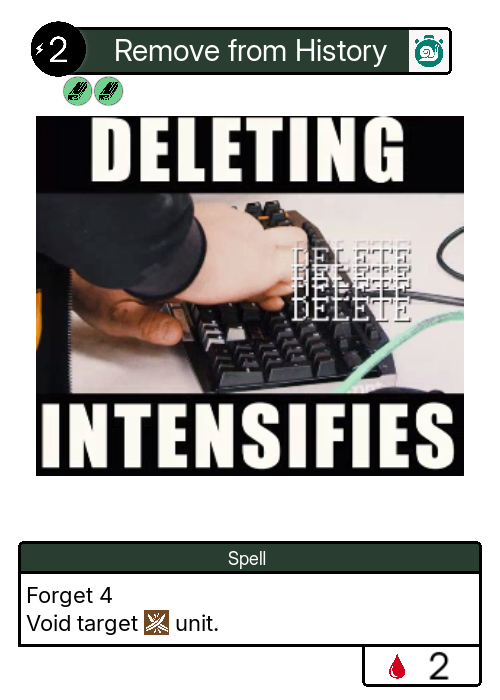 2
Remove from History
DELETING
DELETE
DELETE
DELETE
DELETE
INTENSIFIES
Spell
Forget 4
Void target unit.
2